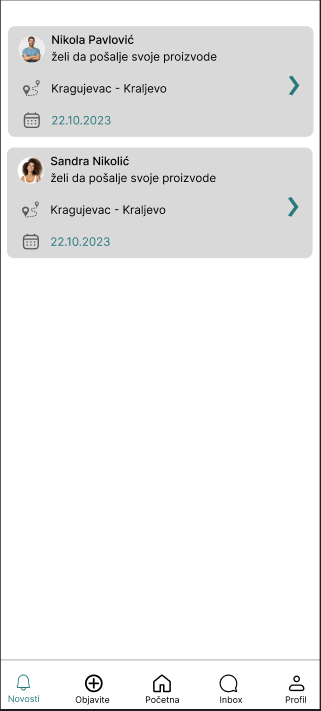 Nikola Pavlović
želi da pošalje svoje proizvode
Kragujevac - Kraljevo
22.10.2023
Sandra Nikolić
želi da pošalje svoje proizvode
Kragujevac - Kraljevo
22.10.2023
Novosti
Objavite
Početna
Inbox
Profil